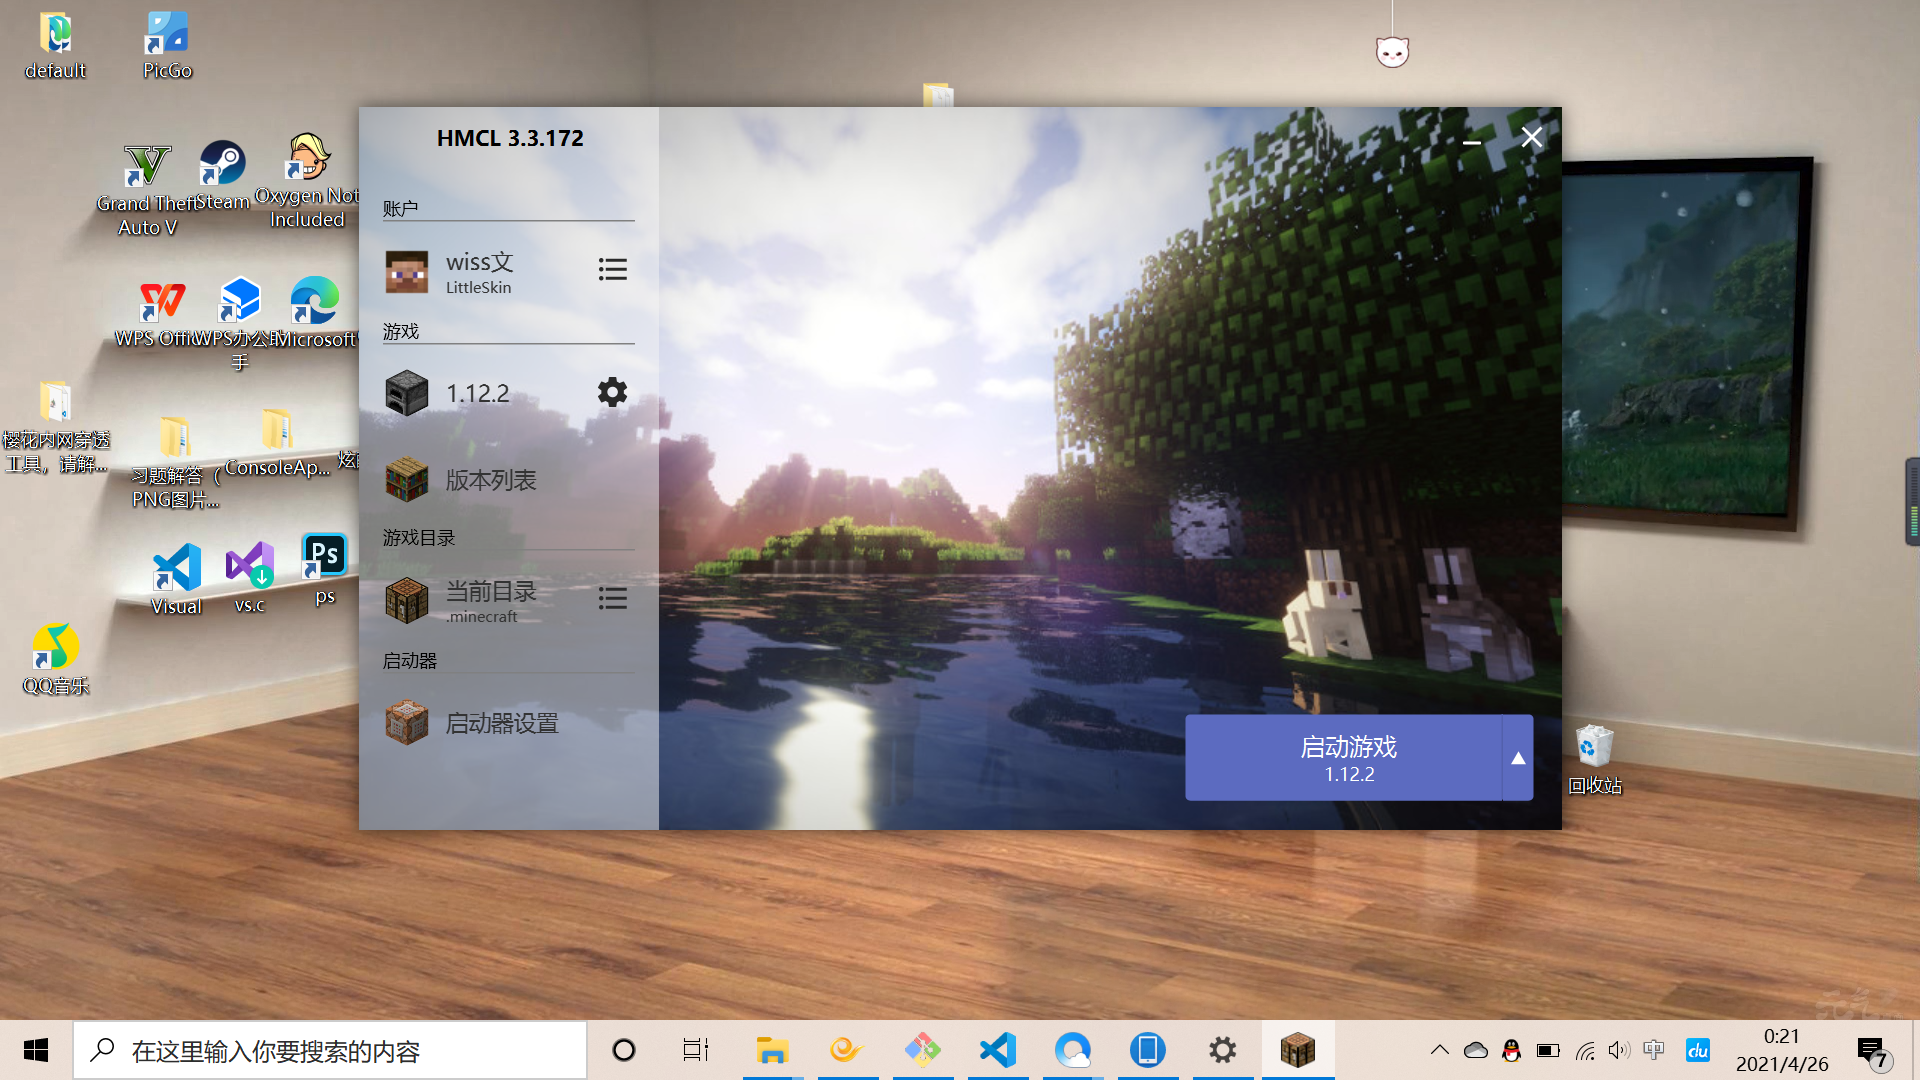 default
PicGo
Grand Theft
Auto V
Steam
Oxygen Not
Included
WPS Offic
WPS办公助
手
Microsoft
樱花内网穿透
工具，请解...
习题解答（
PNG图片...
ConsoleAp...
Visual
vs.c
Ps
ps
QQ音乐
HMCL 3.3.172
账户
wiss文
LittleSkin
游戏
1.12.2
版本列表
游戏目录
当前目录
.minecraft
启动器
启动器设置
启动游戏
1.12.2
回收站
在这里输入你要搜索的内容
中
du
0:21
2021/4/26
7